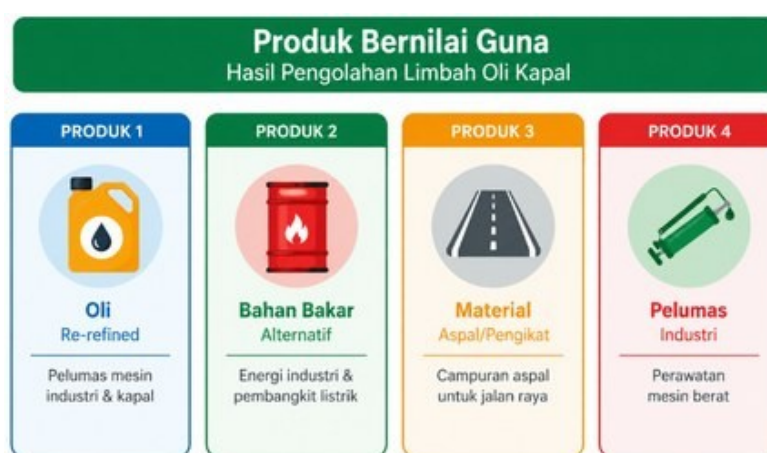 Produk Bernilai Guna
Hasil Pengolahan Limbah Oli Kapal
PRODUK 1
Oli
Re-refined
Pelumas mesin
industri & kapal
PRODUK 2
Bahan Bakar
Alternatif
Energi industri &
pembangkit listrik
PRODUK 3
Material
Aspal/Pengikat
Campuran aspal
untuk jalan raya
PRODUK 4
Pelumas
Industri
Perawatan
mesin berat